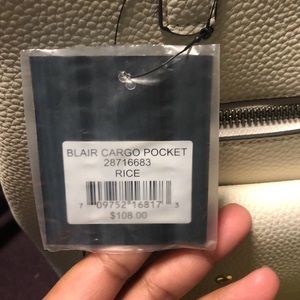 BLAIR CARGO POCKET
28716683
RICE
7 09752 16817 3
$108.00